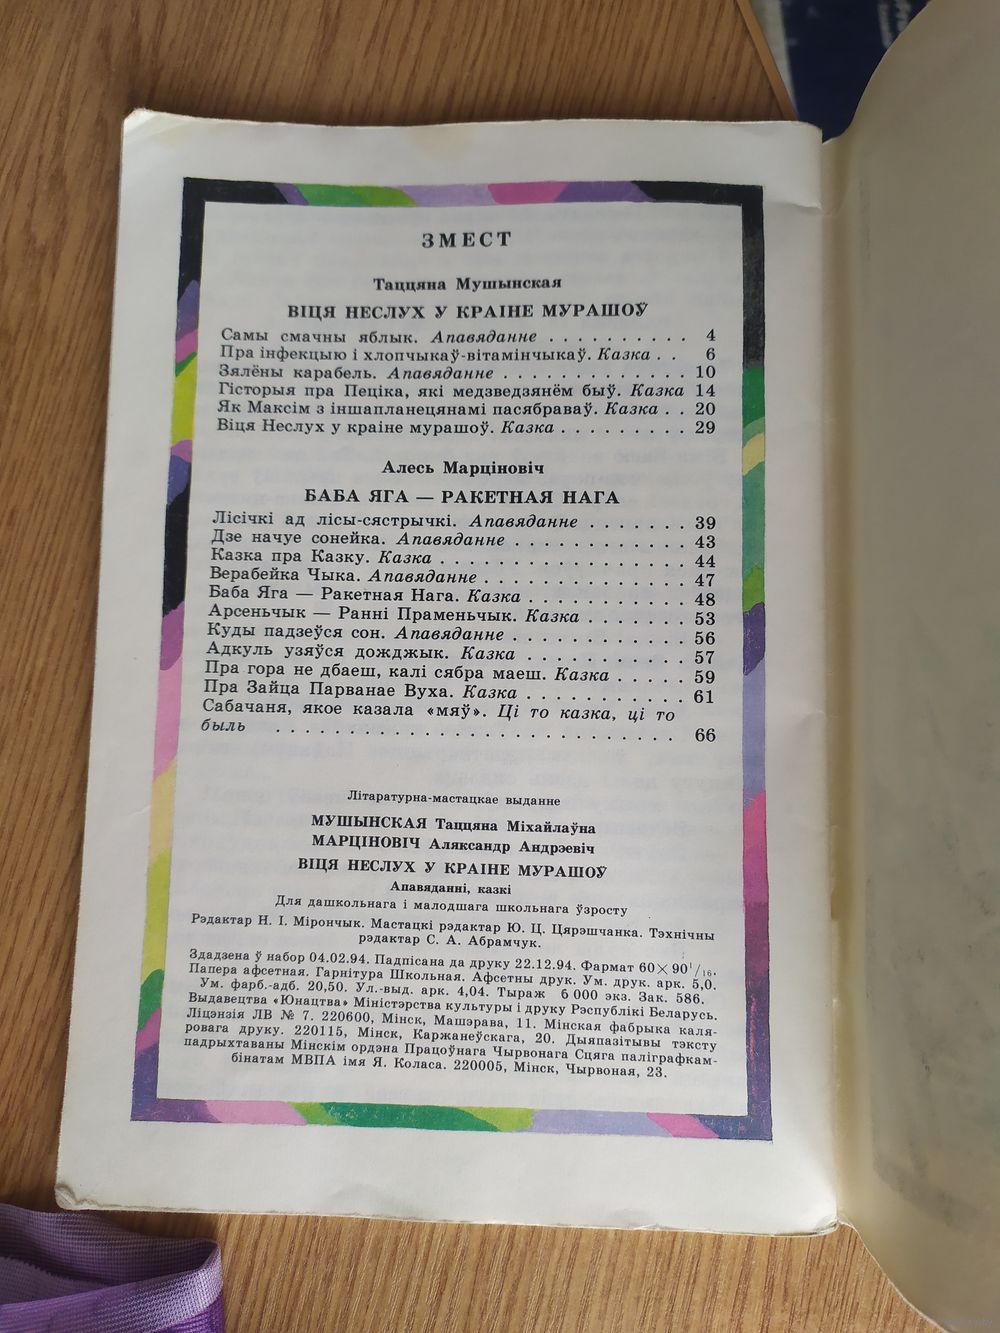 ЗМЕСТ
Таццяна Мушынская
ВІЦЯ НЕСЛУХ У КРАІНЕ МУРАШОЎ
Самы смачны яблык. Апавяданне . . . . . . . . . . 4
Пра інфекцыю і хлопчыкаў-вітамінчыкаў. Казка . . 6
Зялёны карабель. Апавяданне . . . . . . . . . . . . . 10
Гісторыя пра Пеціка, які медзведзянём быў. Казка 14
Як Максім з іншапланецянамі пасябраваў. Казка . . 20
Віця Неслух у краіне мурашоў. Казка . . . . . . . . . 29
Алесь Марціновіч
БАБА ЯГА — РАКЕТНАЯ НАГА
Лісічкі ад лісы-сястрычкі. Апавяданне . . . . . . . 39
Дзе начуе сонейка. Апавяданне . . . . . . . . . . . . 43
Казка пра Казку. Казка . . . . . . . . . . . . . . . . . 44
Верабейка Чыка. Апавяданне . . . . . . . . . . . . . . 47
Баба Яга — Ракетная Нага. Казка . . . . . . . . . . . 48
Арсеньчык — Ранні Праменьчык. Казка . . . . . . . 53
Куды падзеўся сон. Апавяданне . . . . . . . . . . . . 56
Адкуль узяўся дожджык. Казка . . . . . . . . . . . . 57
Пра гора не дбаеш, калі сябра маеш. Казка . . . . . 59
Пра Зайца Парванае Вуха. Казка . . . . . . . . . . . 61
Сабачаня, якое казала «мяў». Ці то казка, ці то
быль . . . . . . . . . . . . . . . . . . . . . . . . . . 66
Літаратурна-мастацкае выданне
МУШЫНСКАЯ Таццяна Міхайлаўна
МАРЦІНОВІЧ Аляксандр Андрэевіч
ВІЦЯ НЕСЛУХ У КРАІНЕ МУРАШОЎ
Апавяданні, казкі
Для дашкольнага і малодшага школьнага ўзросту
Рэдактар Н. І. Мірончык. Мастацкі рэдактар Ю. Ц. Цярэшчанка. Тэхнічны
рэдактар С. А. Абрамчук.
Здадзена ў набор 04.02.94. Падпісана да друку 22.12.94. Фармат 60×90¹/₁₆.
Папера афсетная. Гарнітура Школьная. Афсетны друк. Ум. друк. арк. 5,0.
Ум. фарб.-адб. 20,50. Ул.-выд. арк. 4,04. Тыраж 6 000 экз. Зак. 586.
Выдавецтва «Юнацтва» Міністэрства культуры і друку Рэспублікі Беларусь.
Ліцэнзія ЛВ № 7. 220600, Мінск, Машэрава, 11. Мінская фабрыка каля-
ровага друку. 220115, Мінск, Каржанеўскага, 20. Дыяпазітывы тэксту
падрыхтаваны Мінскім ордэна Працоўнага Чырвонага Сцяга паліграфкам-
бінатам МВПА імя Я. Коласа. 220005, Мінск, Чырвоная, 23.